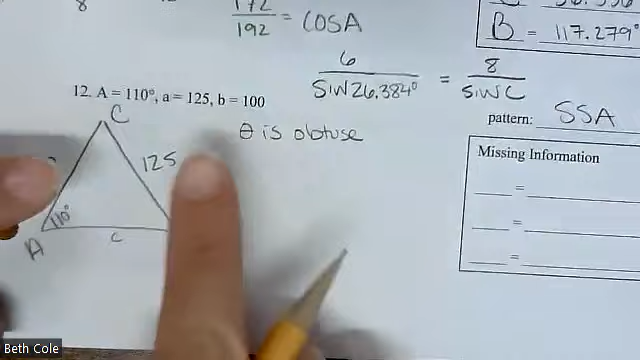 8
172
192 = COSA
B = 117.279°
6
SIN 26.384° = 8
SIN C
12. A = 110°, a = 125, b = 100
pattern: SSA
C
θ is obtuse
125
Missing Information
=
=
=
110°
A
c
Beth Cole